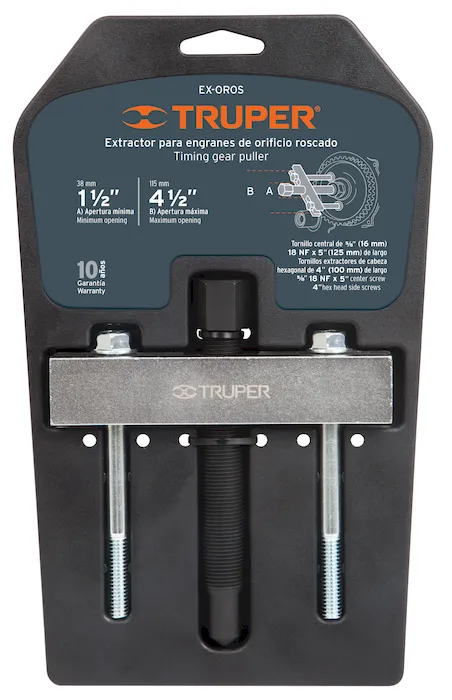 EX-OROS
TRUPER®
Extractor para engranes de orificio roscado
Timing gear puller
38 mm
1 ½"
A) Apertura mínima
Minimum opening
115 mm
4 ½"
B) Apertura máxima
Maximum opening
B A
Tornillo central de ⅝" (16 mm)
18 NF x 5" (125 mm) de largo
Tornillos extractores de cabeza
hexagonal de 4" (100 mm) de largo
⅝" 18 NF x 5" center screw
4" hex head side screws
10 años
Garantía
Warranty
TRUPER